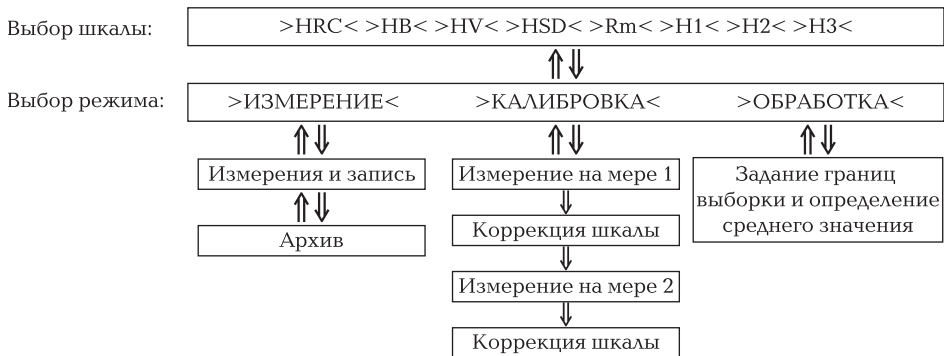 Выбор шкалы: >HRC< >HB< >HV< >HSD< >Rm< >H1< >H2< >H3<
Выбор режима: >ИЗМЕРЕНИЕ< >КАЛИБРОВКА< >ОБРАБОТКА<
Измерения и запись
Архив
Измерение на мере 1
Коррекция шкалы
Измерение на мере 2
Коррекция шкалы
Задание границ
выборки и определение
среднего значения